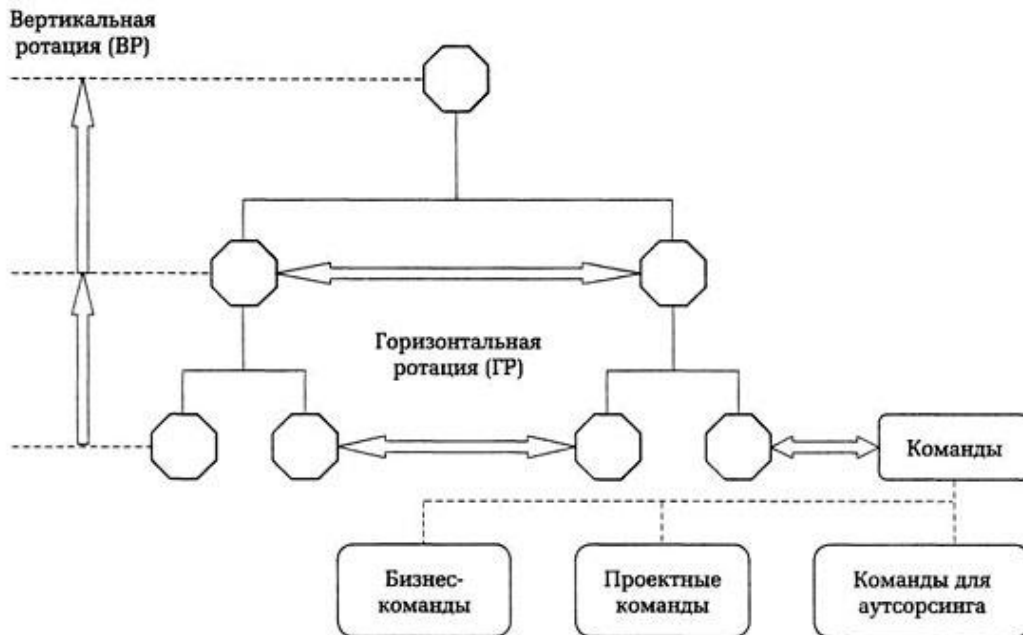 Вертикальная
ротация (ВР)
Горизонтальная
ротация (ГР)
Команды
Бизнес-
команды
Проектные
команды
Команды для
аутсорсинга